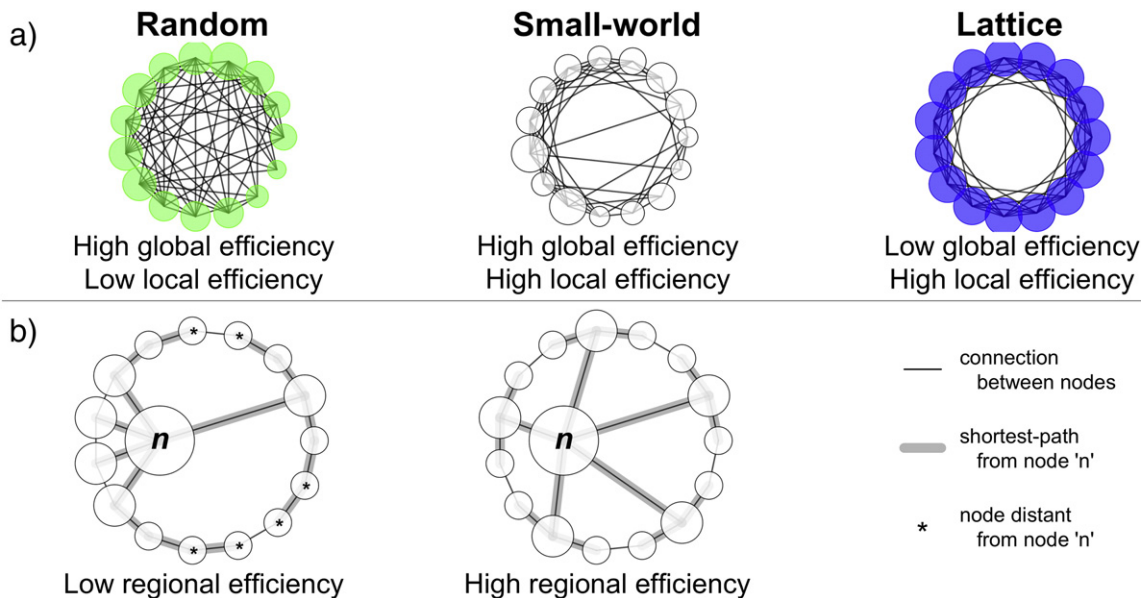 a)
Random
Small-world
Lattice
High global efficiency
Low local efficiency
High global efficiency
High local efficiency
Low global efficiency
High local efficiency
b)
*
*
n
*
*
*
*
Low regional efficiency
n
High regional efficiency
connection
between nodes
shortest-path
from node 'n'
*
node distant
from node 'n'